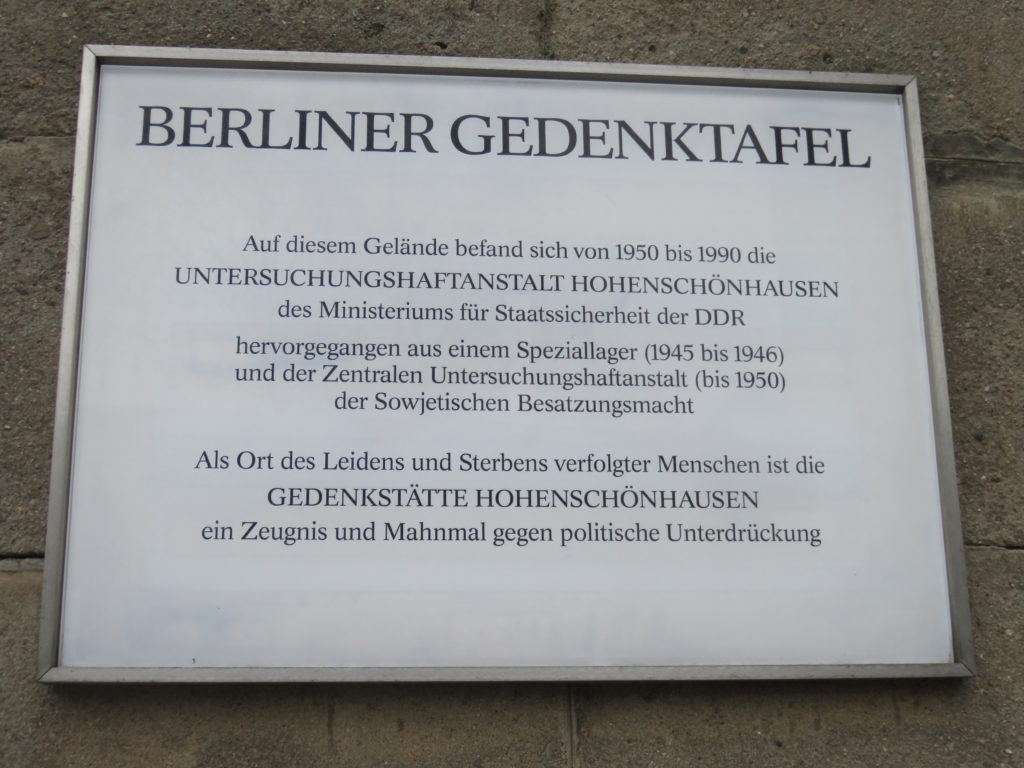 BERLINER GEDENKTAFEL
Auf diesem Gelände befand sich von 1950 bis 1990 die
UNTERSUCHUNGSHAFTANSTALT HOHENSCHÖNHAUSEN
des Ministeriums für Staatssicherheit der DDR
hervorgegangen aus einem Speziallager (1945 bis 1946)
und der Zentralen Untersuchungshaftanstalt (bis 1950)
der Sowjetischen Besatzungsmacht
Als Ort des Leidens und Sterbens verfolgter Menschen ist die
GEDENKSTÄTTE HOHENSCHÖNHAUSEN
ein Zeugnis und Mahnmal gegen politische Unterdrückung